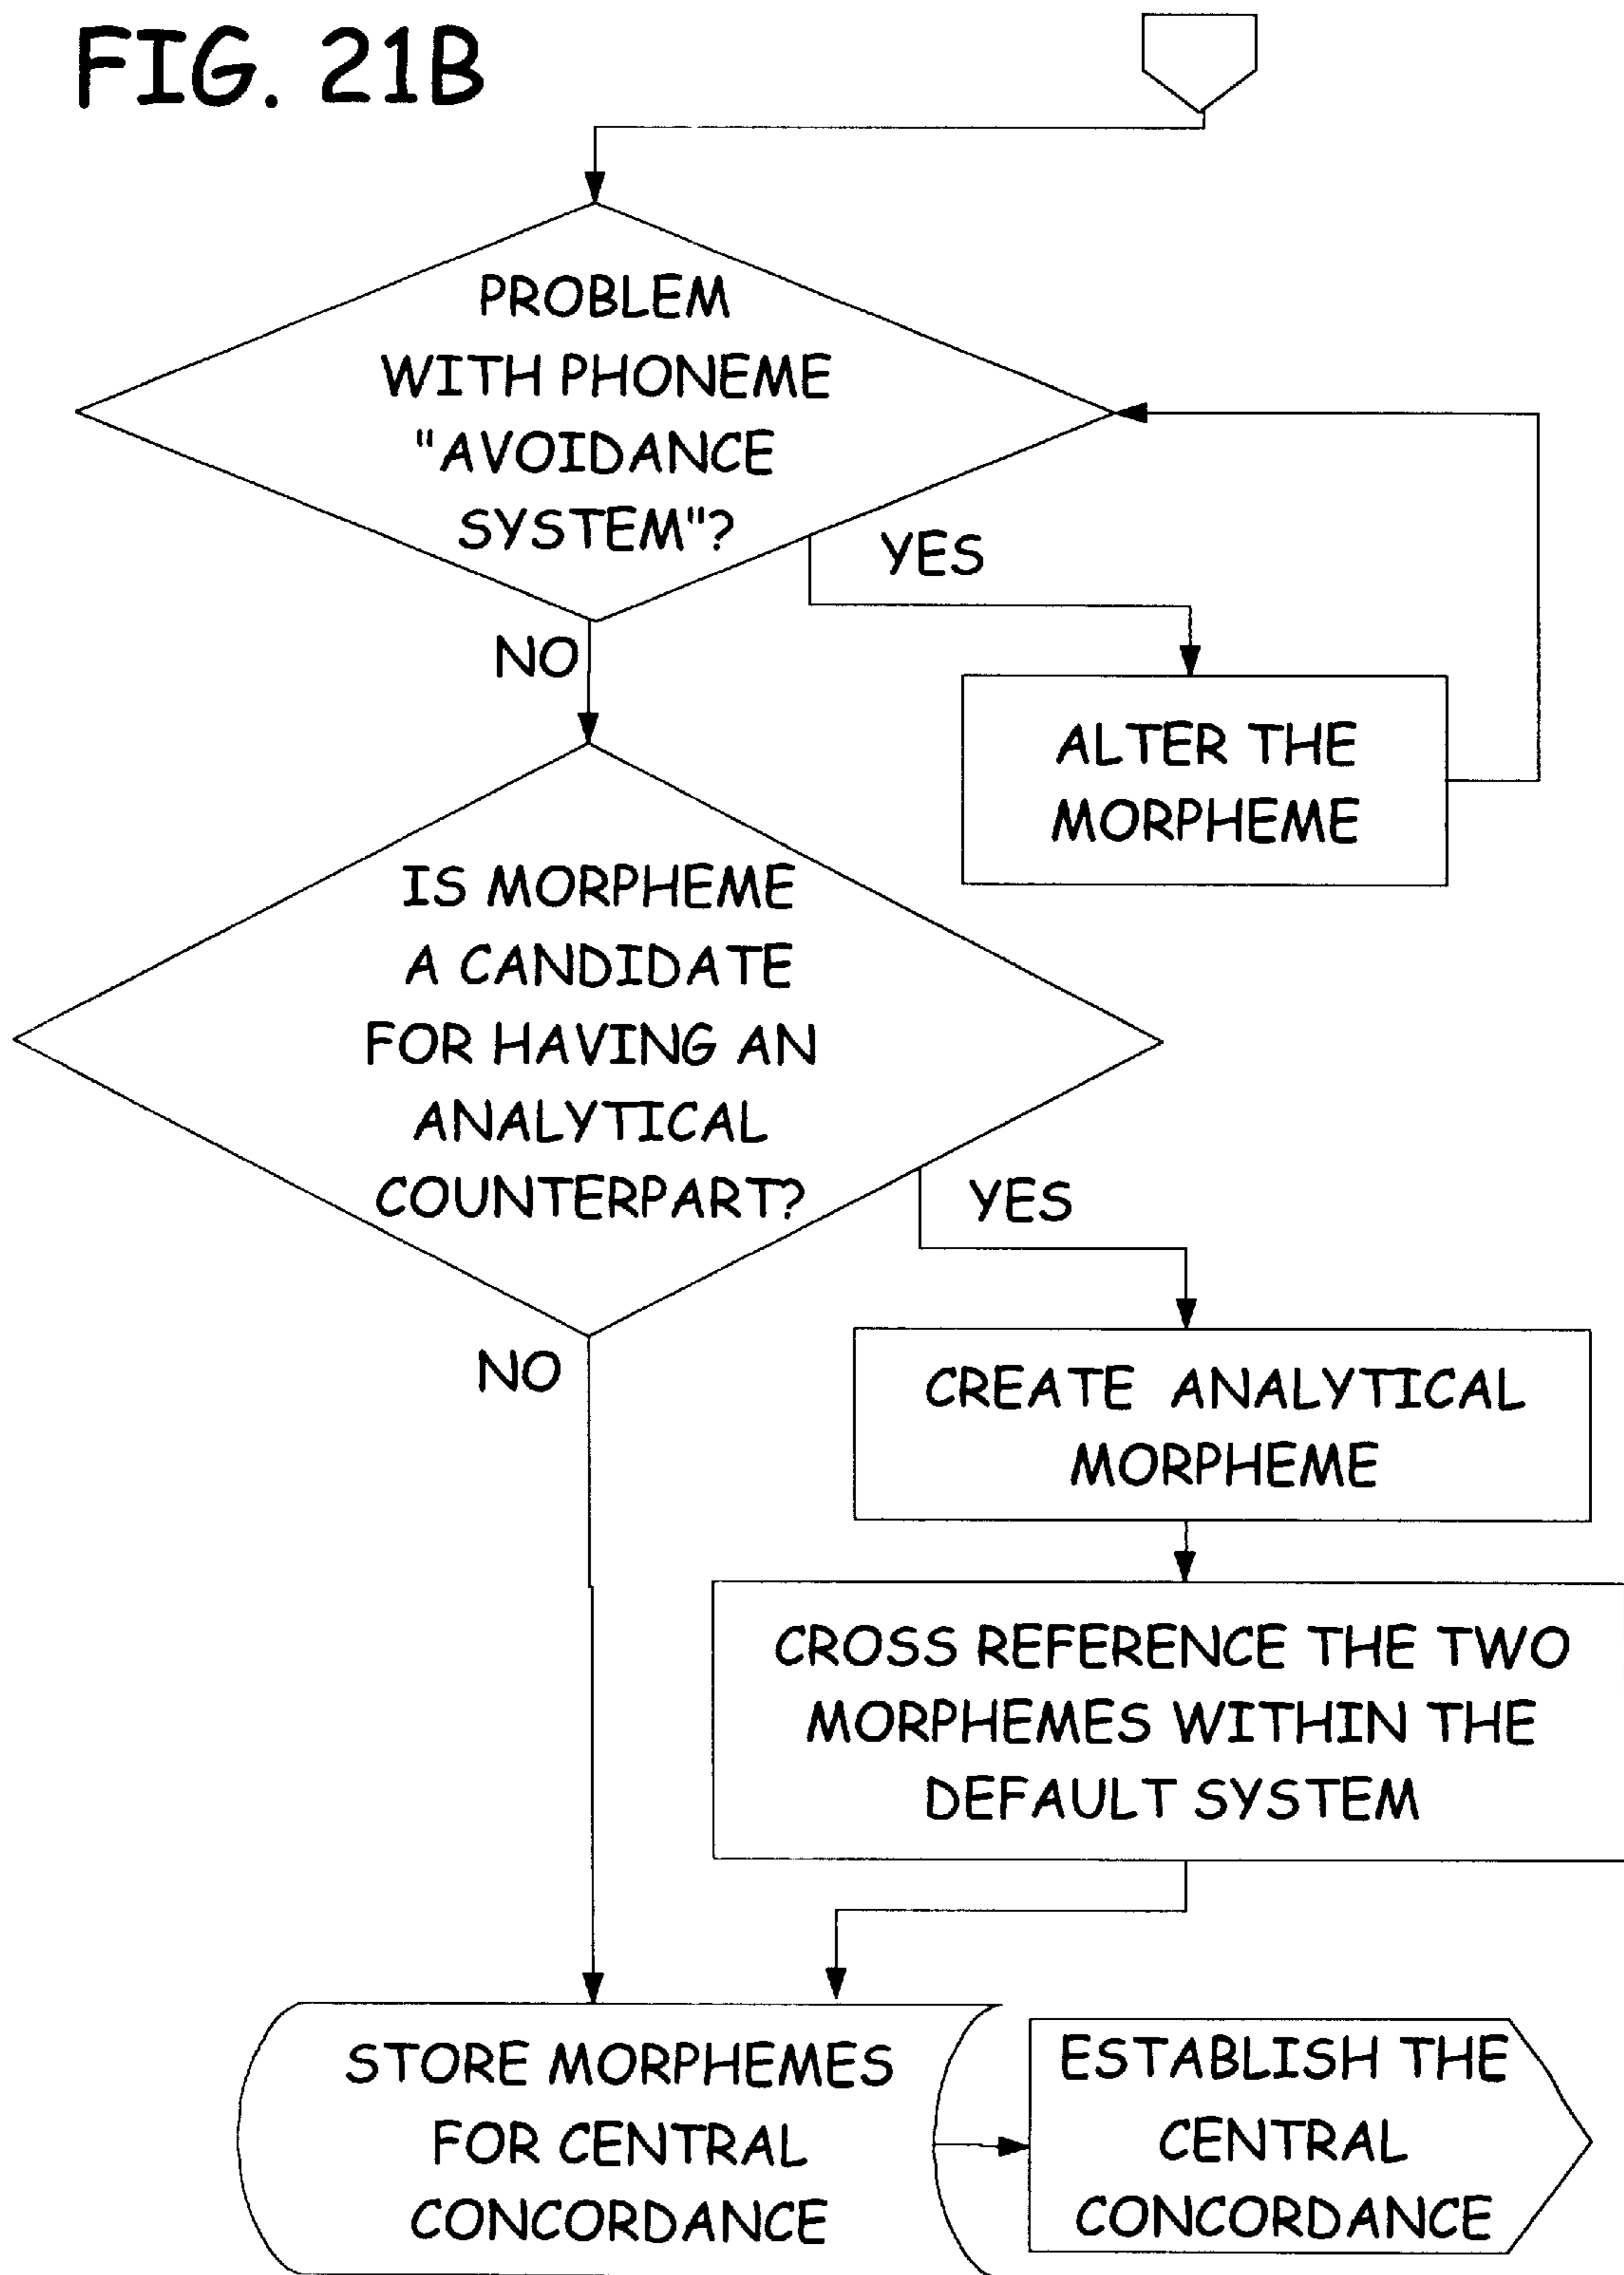 FIG. 21B
PROBLEM
WITH PHONEME
"AVOIDANCE
SYSTEM"?
YES
NO
ALTER THE
MORPHEME
IS MORPHEME
A CANDIDATE
FOR HAVING AN
ANALYTICAL
COUNTERPART?
YES
NO
CREATE ANALYTICAL
MORPHEME
CROSS REFERENCE THE TWO
MORPHEMES WITHIN THE
DEFAULT SYSTEM
STORE MORPHEMES
FOR CENTRAL
CONCORDANCE
ESTABLISH THE
CENTRAL
CONCORDANCE